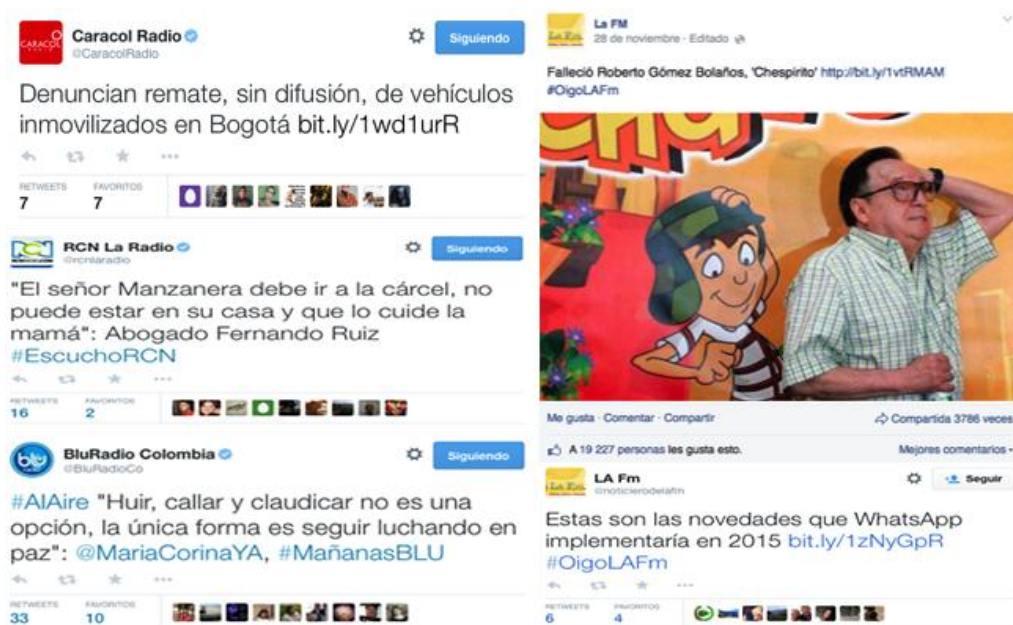 Caracol Radio
@CaracolRadio
Siguiendo
Denuncian remate, sin difusión, de vehículos
inmovilizados en Bogotá bit.ly/1wd1urR
RETWEETS FAVORITOS
7 7
RCN La Radio
@rcnlaradio
Siguiendo
"El señor Manzanera debe ir a la cárcel, no
puede estar en su casa y que lo cuide la
mamá": Abogado Fernando Ruiz
#EscuchoRCN
RETWEETS FAVORITOS
16 2
BluRadio Colombia
@BluRadioCo
Siguiendo
#AlAire "Huir, callar y claudicar no es una
opción, la única forma es seguir luchando en
paz": @MariaCorinaYA, #MañanasBLU
RETWEETS FAVORITOS
33 10
La FM
28 de noviembre · Editado
Falleció Roberto Gómez Bolaños, 'Chespirito' http://bit.ly/1vtRMAM
#OigoLAFm
Me gusta · Comentar · Compartir
Compartida 3786 veces
A 19 227 personas les gusta esto.
Mejores comentarios
LA Fm
@noticierodelafm
Seguir
Estas son las novedades que WhatsApp
implementaría en 2015 bit.ly/1zNyGpR
#OigoLAFm
RETWEETS FAVORITOS
6 4